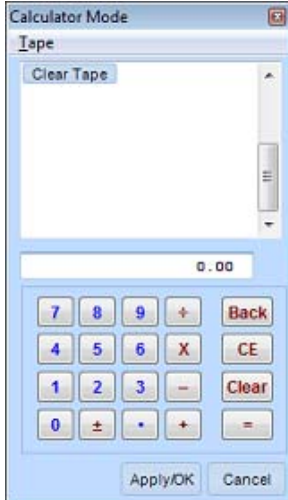 Calculator Mode
Tape
Clear Tape
0.00
7 8 9 ÷ Back
4 5 6 X CE
1 2 3 − Clear
0 ± • + =
Apply/OK Cancel